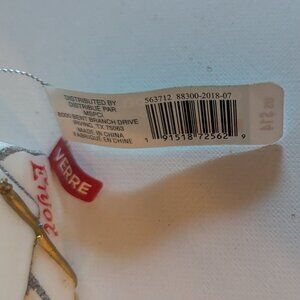 DISTRIBUTED BY
DISTRIBUÉ PAR
MSPCI
8000 BENT BRANCH DRIVE
IRVING, TX 75063
MADE IN CHINA
FABRIQUÉ EN CHINE
563712 88300-2018-07
1 91518 72562 9
VERRE
Enjoy